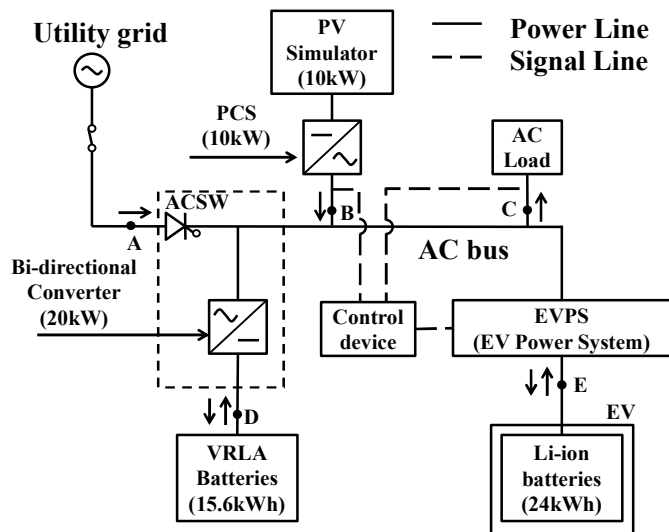 Utility grid
PV
Simulator
(10kW)
Power Line
Signal Line
PCS
(10kW)
AC
Load
ACSW
A
B
C
AC bus
Bi-directional
Converter
(20kW)
Control
device
EVPS
(EV Power System)
D
E
EV
VRLA
Batteries
(15.6kWh)
Li-ion
batteries
(24kWh)